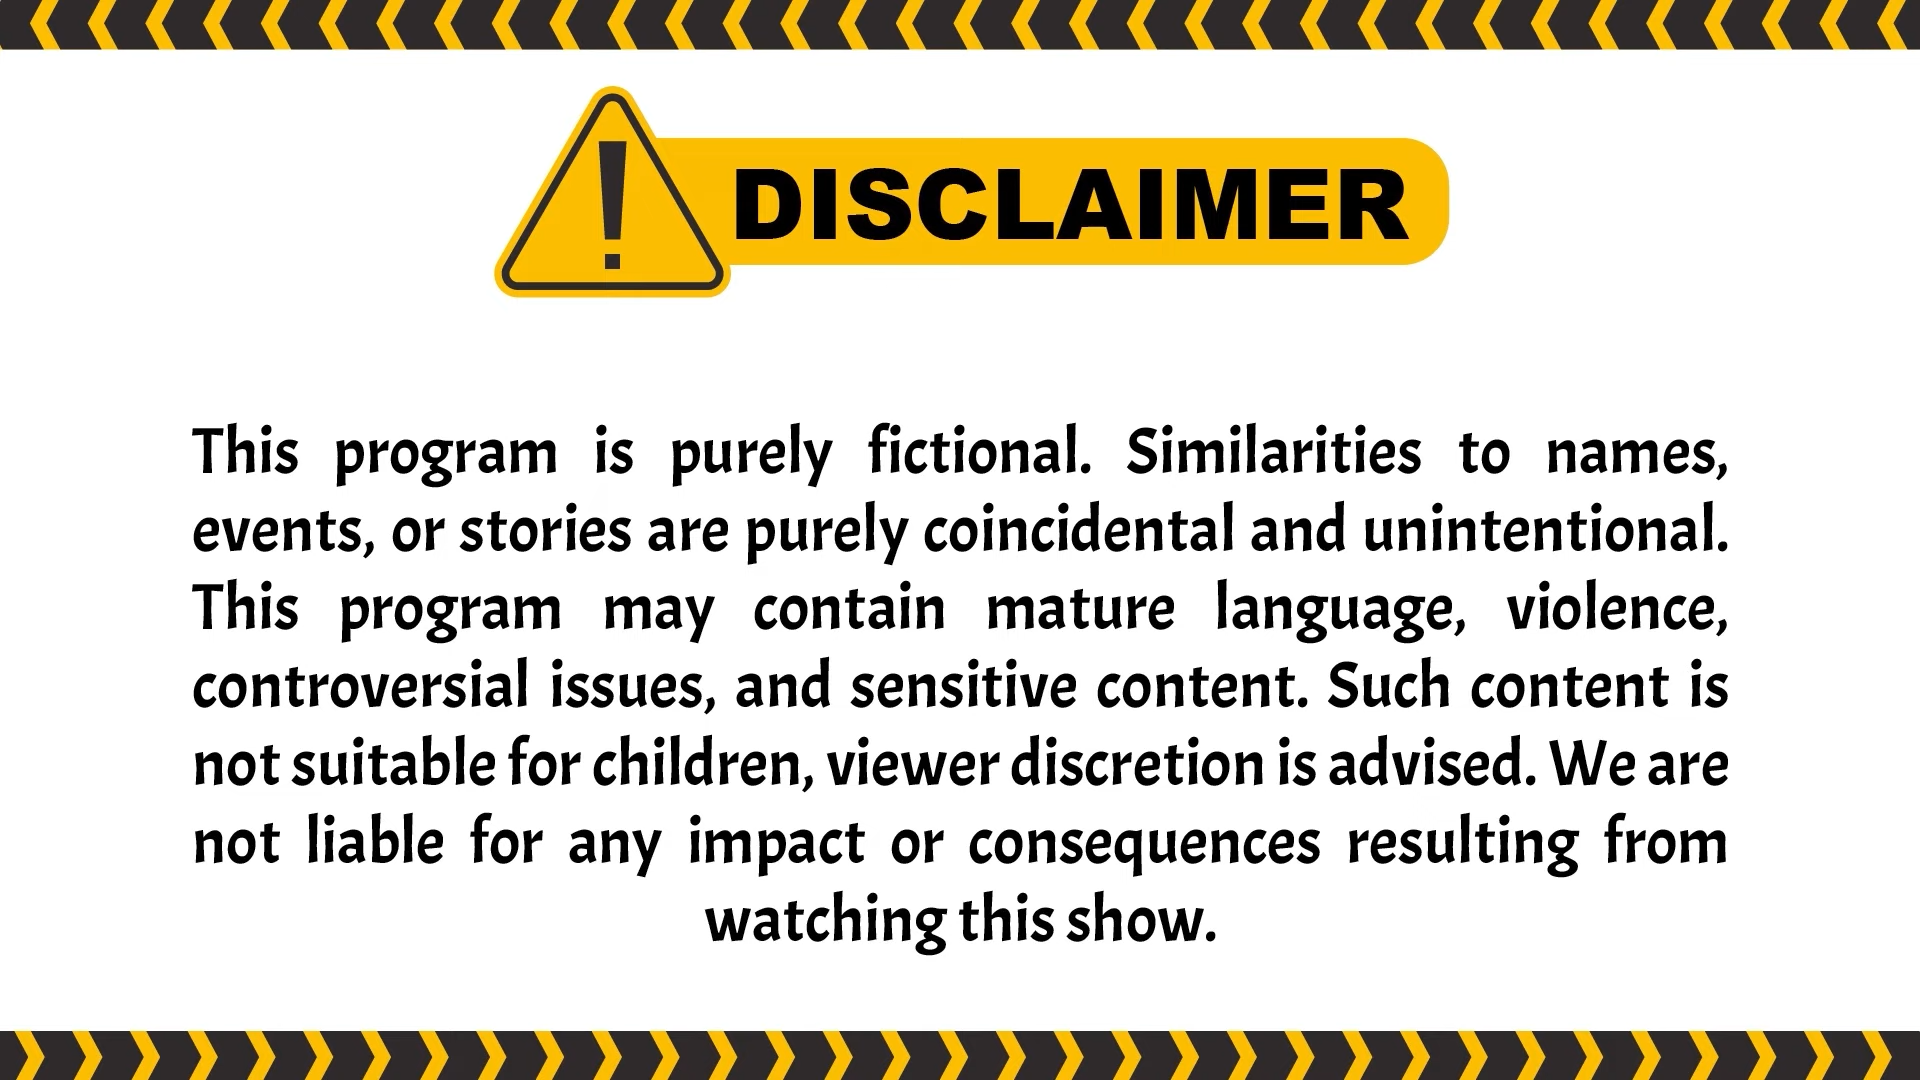 DISCLAIMER
This program is purely fictional. Similarities to names,
events, or stories are purely coincidental and unintentional.
This program may contain mature language, violence,
controversial issues, and sensitive content. Such content is
not suitable for children, viewer discretion is advised. We are
not liable for any impact or consequences resulting from
watching this show.